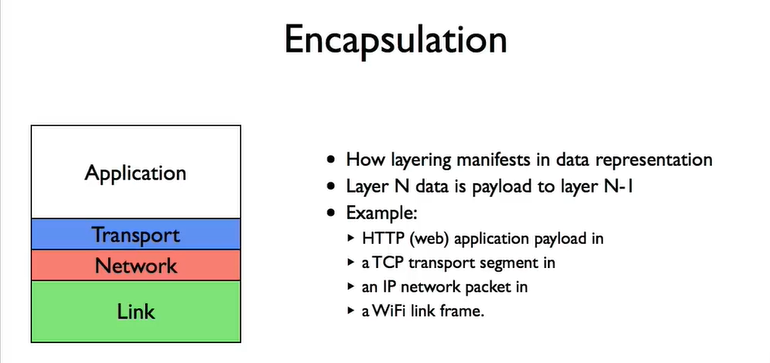 Encapsulation
Application
Transport
Network
Link
• How layering manifests in data representation
• Layer N data is payload to layer N-1
• Example:
‣ HTTP (web) application payload in
‣ a TCP transport segment in
‣ an IP network packet in
‣ a WiFi link frame.